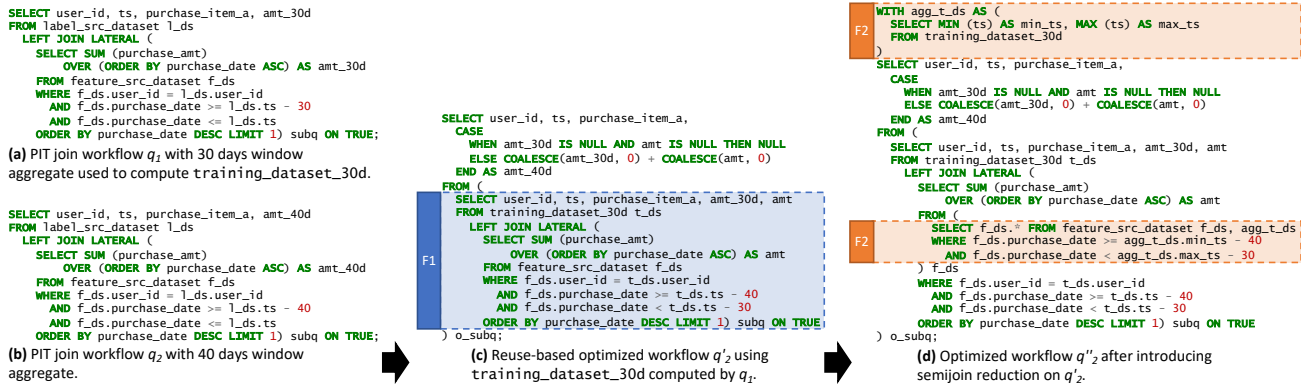 SELECT user_id, ts, purchase_item_a, amt_30d
FROM label_src_dataset l_ds
LEFT JOIN LATERAL (
SELECT SUM (purchase_amt)
OVER (ORDER BY purchase_date ASC) AS amt_30d
FROM feature_src_dataset f_ds
WHERE f_ds.user_id = l_ds.user_id
AND f_ds.purchase_date >= l_ds.ts - 30
AND f_ds.purchase_date <= l_ds.ts
ORDER BY purchase_date DESC LIMIT 1) subq ON TRUE;
(a) PIT join workflow q1 with 30 days window
aggregate used to compute training_dataset_30d.
SELECT user_id, ts, purchase_item_a, amt_40d
FROM label_src_dataset l_ds
LEFT JOIN LATERAL (
SELECT SUM (purchase_amt)
OVER (ORDER BY purchase_date ASC) AS amt_40d
FROM feature_src_dataset f_ds
WHERE f_ds.user_id = l_ds.user_id
AND f_ds.purchase_date >= l_ds.ts - 40
AND f_ds.purchase_date <= l_ds.ts
ORDER BY purchase_date DESC LIMIT 1) subq ON TRUE;
(b) PIT join workflow q2 with 40 days window
aggregate.
SELECT user_id, ts, purchase_item_a,
CASE
WHEN amt_30d IS NULL AND amt IS NULL THEN NULL
ELSE COALESCE(amt_30d, 0) + COALESCE(amt, 0)
END AS amt_40d
FROM (
F1
SELECT user_id, ts, purchase_item_a, amt_30d, amt
FROM training_dataset_30d t_ds
LEFT JOIN LATERAL (
SELECT SUM (purchase_amt)
OVER (ORDER BY purchase_date ASC) AS amt
FROM feature_src_dataset f_ds
WHERE f_ds.user_id = t_ds.user_id
AND f_ds.purchase_date >= t_ds.ts - 40
AND f_ds.purchase_date < t_ds.ts - 30
ORDER BY purchase_date DESC LIMIT 1) subq ON TRUE
) o_subq;
(c) Reuse-based optimized workflow q'2 using
training_dataset_30d computed by q1.
F2
WITH agg_t_ds AS (
SELECT MIN (ts) AS min_ts, MAX (ts) AS max_ts
FROM training_dataset_30d
)
SELECT user_id, ts, purchase_item_a,
CASE
WHEN amt_30d IS NULL AND amt IS NULL THEN NULL
ELSE COALESCE(amt_30d, 0) + COALESCE(amt, 0)
END AS amt_40d
FROM (
SELECT user_id, ts, purchase_item_a, amt_30d, amt
FROM training_dataset_30d t_ds
LEFT JOIN LATERAL (
SELECT SUM (purchase_amt)
OVER (ORDER BY purchase_date ASC) AS amt
FROM (
F2
SELECT f_ds.* FROM feature_src_dataset f_ds, agg_t_ds
WHERE f_ds.purchase_date >= agg_t_ds.min_ts - 40
AND f_ds.purchase_date < agg_t_ds.max_ts - 30
) f_ds
WHERE f_ds.user_id = t_ds.user_id
AND f_ds.purchase_date >= t_ds.ts - 40
AND f_ds.purchase_date < t_ds.ts - 30
ORDER BY purchase_date DESC LIMIT 1) subq ON TRUE
) o_subq;
(d) Optimized workflow q''2 after introducing
semijoin reduction on q'2.